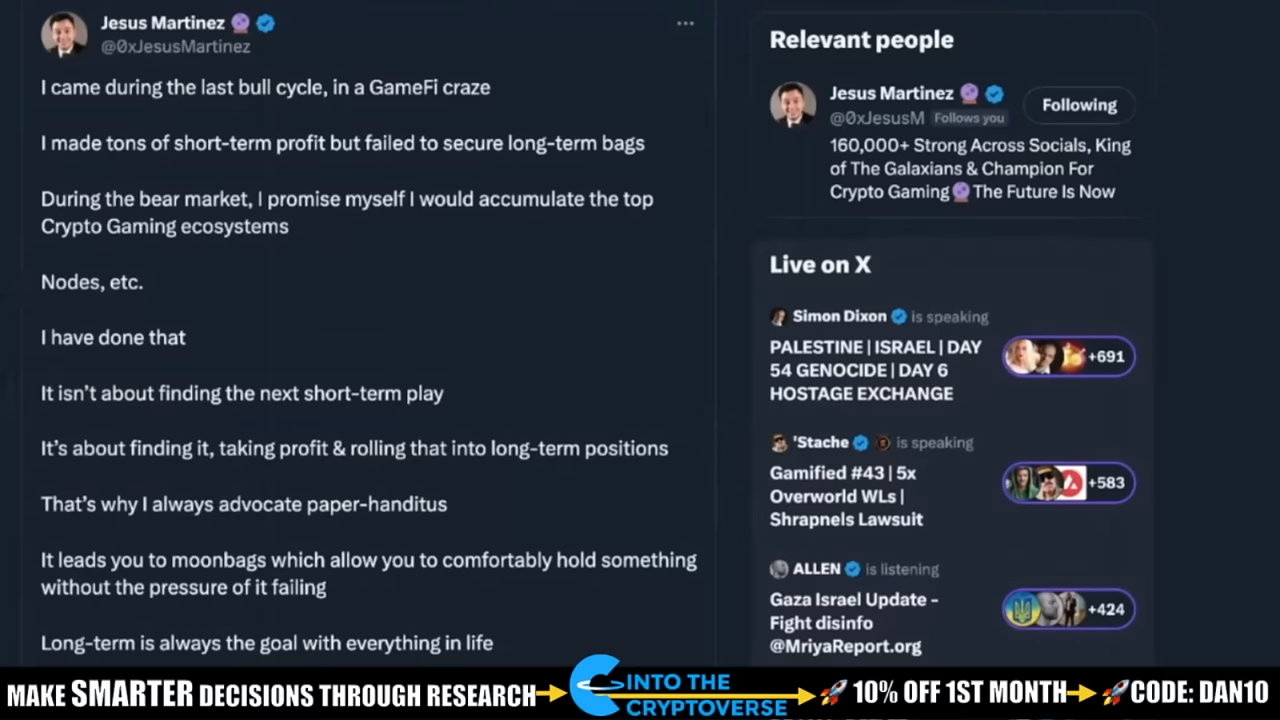 Jesus Martinez
@0xJesusMartinez
I came during the last bull cycle, in a GameFi craze
I made tons of short-term profit but failed to secure long-term bags
During the bear market, I promise myself I would accumulate the top
Crypto Gaming ecosystems
Nodes, etc.
I have done that
It isn't about finding the next short-term play
It's about finding it, taking profit & rolling that into long-term positions
That's why I always advocate paper-handitus
It leads you to moonbags which allow you to comfortably hold something
without the pressure of it failing
Long-term is always the goal with everything in life
Relevant people
Jesus Martinez
Following
@0xJesusM Follows you
160,000+ Strong Across Socials, King
of The Galaxians & Champion For
Crypto Gaming🔮The Future Is Now
Live on X
Simon Dixon is speaking
PALESTINE | ISRAEL | DAY
54 GENOCIDE | DAY 6
HOSTAGE EXCHANGE
+691
'Stache is speaking
Gamified #43 | 5x
Overworld WLs |
Shrapnels Lawsuit
+583
ALLEN is listening
Gaza Israel Update -
Fight disinfo
@MriyaReport.org
+424
MAKE SMARTER DECISIONS THROUGH RESEARCH
INTO THE
CRYPTOVERSE
🚀 10% OFF 1ST MONTH
🚀CODE: DAN10